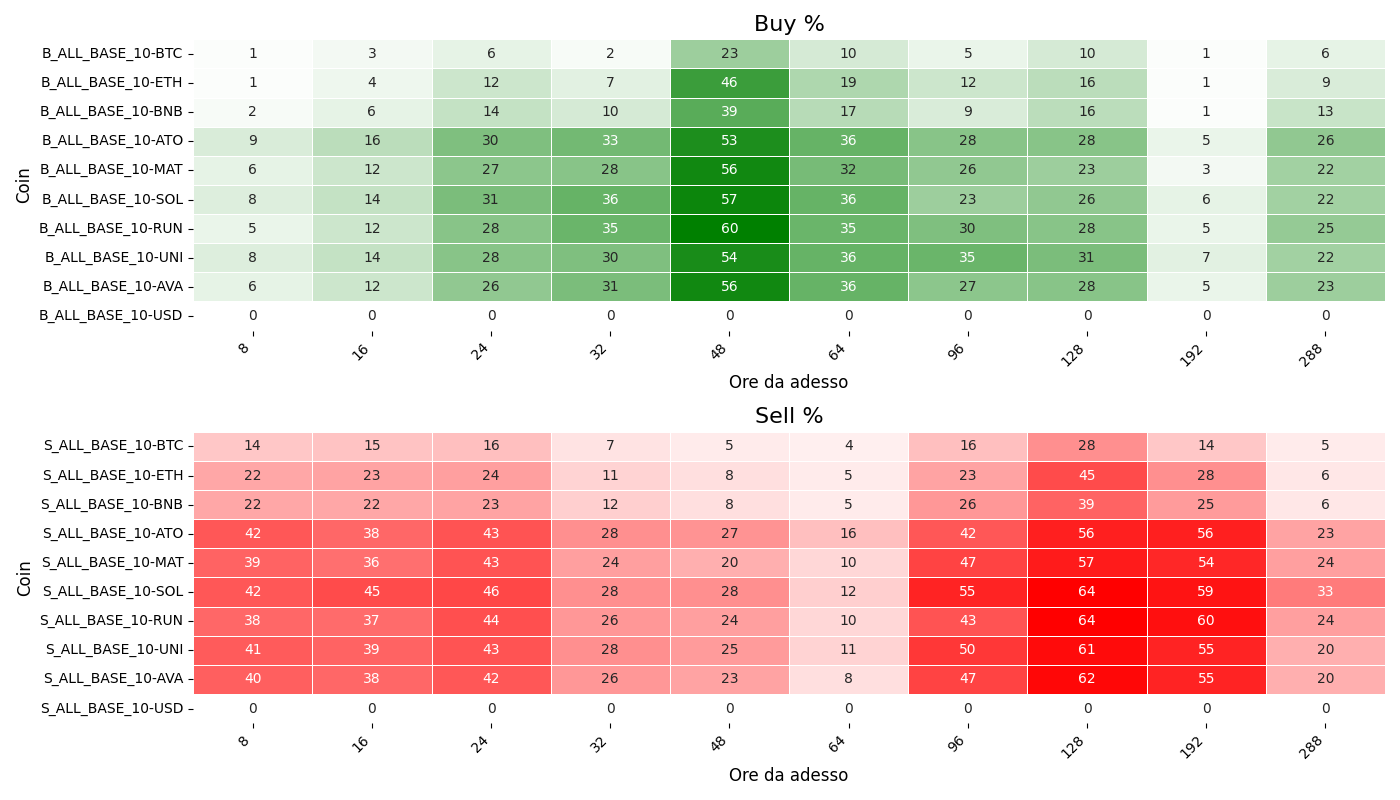 Buy %
Coin
B_ALL_BASE_10-BTC 1 3 6 2 23 10 5 10 1 6
B_ALL_BASE_10-ETH 1 4 12 7 46 19 12 16 1 9
B_ALL_BASE_10-BNB 2 6 14 10 39 17 9 16 1 13
B_ALL_BASE_10-ATO 9 16 30 33 53 36 28 28 5 26
B_ALL_BASE_10-MAT 6 12 27 28 56 32 26 23 3 22
B_ALL_BASE_10-SOL 8 14 31 36 57 36 23 26 6 22
B_ALL_BASE_10-RUN 5 12 28 35 60 35 30 28 5 25
B_ALL_BASE_10-UNI 8 14 28 30 54 36 35 31 7 22
B_ALL_BASE_10-AVA 6 12 26 31 56 36 27 28 5 23
B_ALL_BASE_10-USD 0 0 0 0 0 0 0 0 0 0
8 16 24 32 48 64 96 128 192 288
Ore da adesso
Sell %
Coin
S_ALL_BASE_10-BTC 14 15 16 7 5 4 16 28 14 5
S_ALL_BASE_10-ETH 22 23 24 11 8 5 23 45 28 6
S_ALL_BASE_10-BNB 22 22 23 12 8 5 26 39 25 6
S_ALL_BASE_10-ATO 42 38 43 28 27 16 42 56 56 23
S_ALL_BASE_10-MAT 39 36 43 24 20 10 47 57 54 24
S_ALL_BASE_10-SOL 42 45 46 28 28 12 55 64 59 33
S_ALL_BASE_10-RUN 38 37 44 26 24 10 43 64 60 24
S_ALL_BASE_10-UNI 41 39 43 28 25 11 50 61 55 20
S_ALL_BASE_10-AVA 40 38 42 26 23 8 47 62 55 20
S_ALL_BASE_10-USD 0 0 0 0 0 0 0 0 0 0
8 16 24 32 48 64 96 128 192 288
Ore da adesso